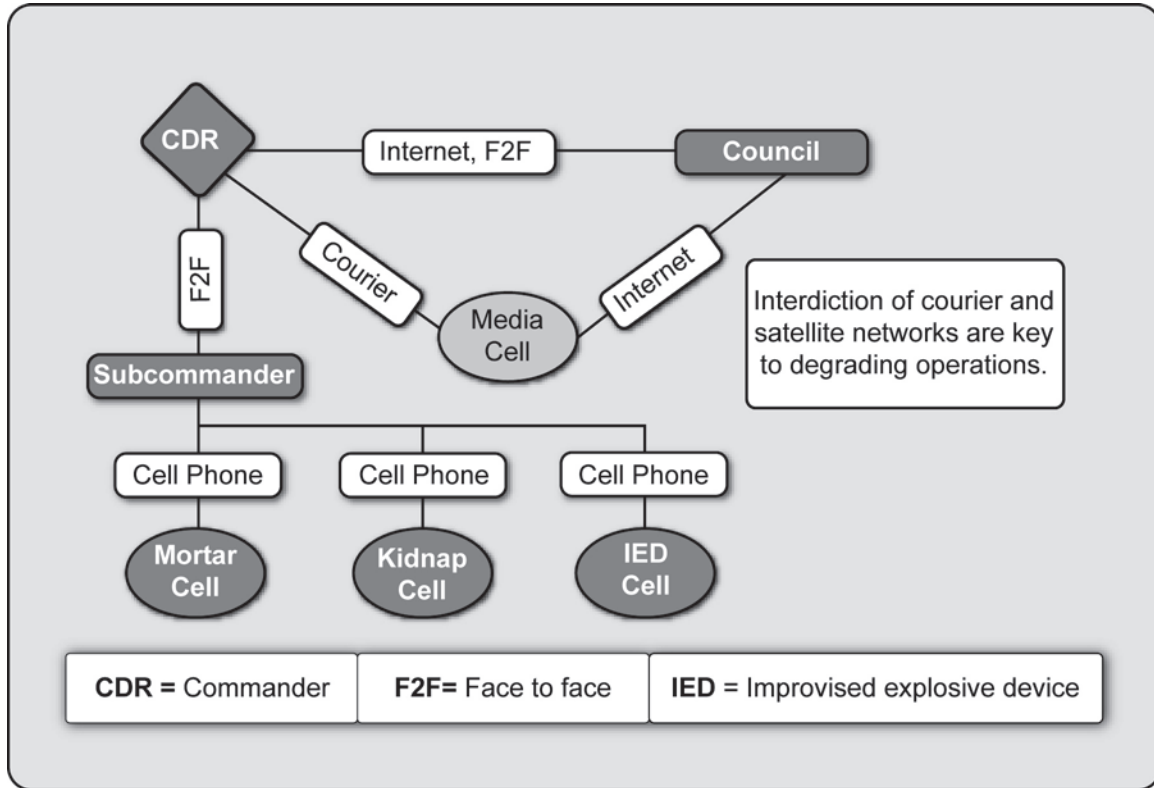 CDR
Internet, F2F
Council
F2F
Courier
Internet
Media
Cell
Interdiction of courier and
satellite networks are key
to degrading operations.
Subcommander
Cell Phone
Cell Phone
Cell Phone
Mortar
Cell
Kidnap
Cell
IED
Cell
CDR = Commander
F2F= Face to face
IED = Improvised explosive device